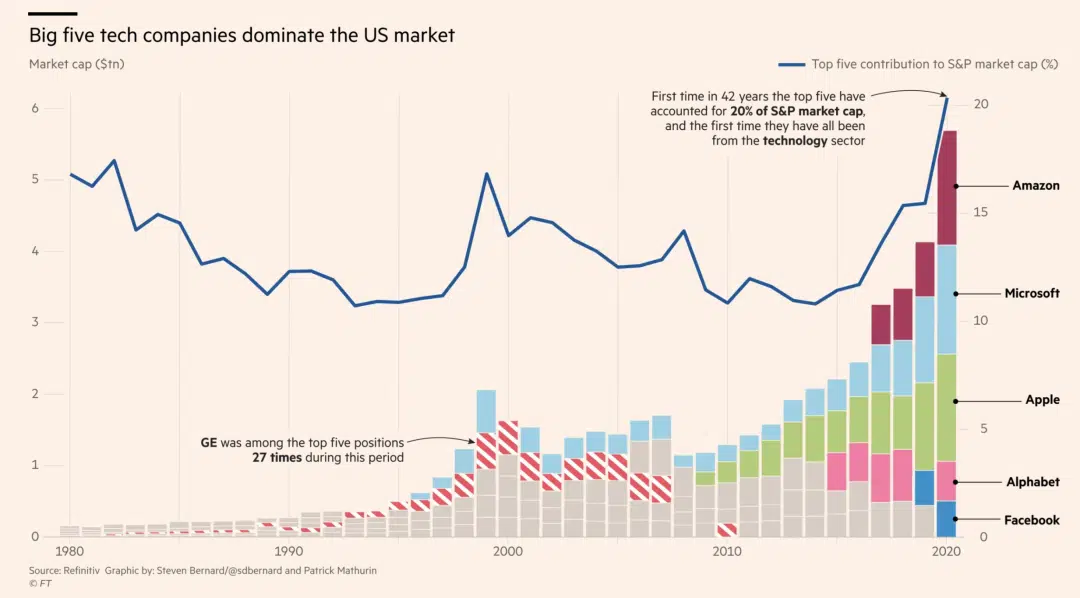 Big five tech companies dominate the US market
Market cap ($tn)
Top five contribution to S&P market cap (%)
First time in 42 years the top five have
accounted for 20% of S&P market cap,
and the first time they have all been
from the technology sector
6
5
4
3
2
1
0
20
15
10
5
0
Amazon
Microsoft
Apple
Alphabet
Facebook
GE was among the top five positions
27 times during this period
1980
1990
2000
2010
2020
Source: Refinitiv Graphic by: Steven Bernard/@sdbernard and Patrick Mathurin
© FT